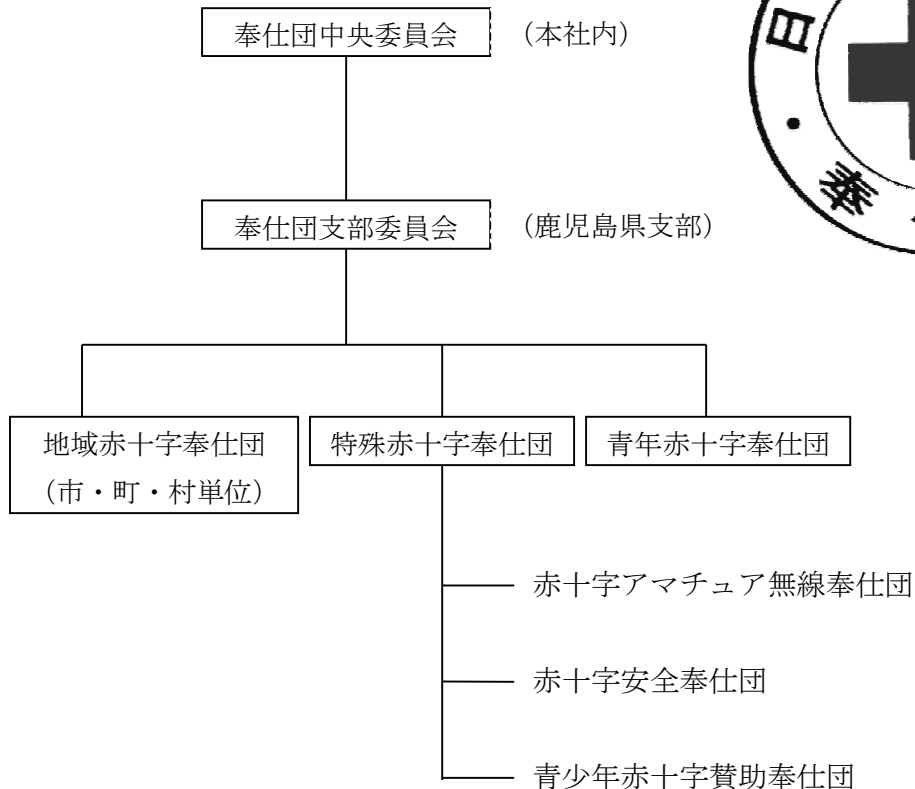 奉仕団中央委員会 (本社内)
奉仕団支部委員会 (鹿児島県支部)
地域赤十字奉仕団
(市・町・村単位)
特殊赤十字奉仕団
青年赤十字奉仕団
赤十字アマチュア無線奉仕団
赤十字安全奉仕団
青少年赤十字賛助奉仕団
日
・
奉